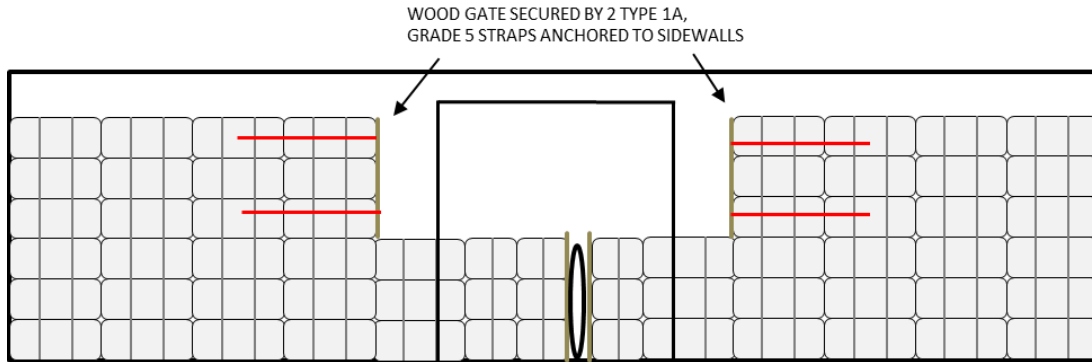 WOOD GATE SECURED BY 2 TYPE 1A,
GRADE 5 STRAPS ANCHORED TO SIDEWALLS